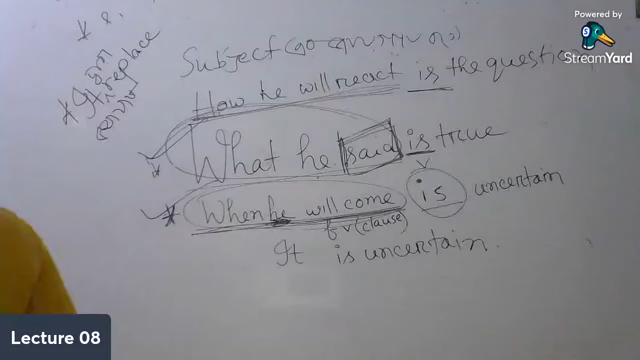 Subject
It
replace
How he will react is the question
What he said is true
v
When he will come is uncertain
f v (clause)
It is uncertain.
Lecture 08
Powered by
StreamYard